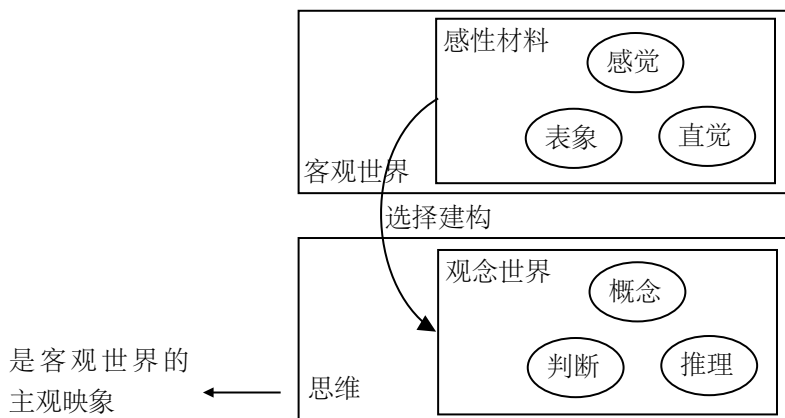 感性材料
感觉
表象
直觉
客观世界
选择建构
观念世界
概念
判断
推理
思维
是客观世界的
主观映象